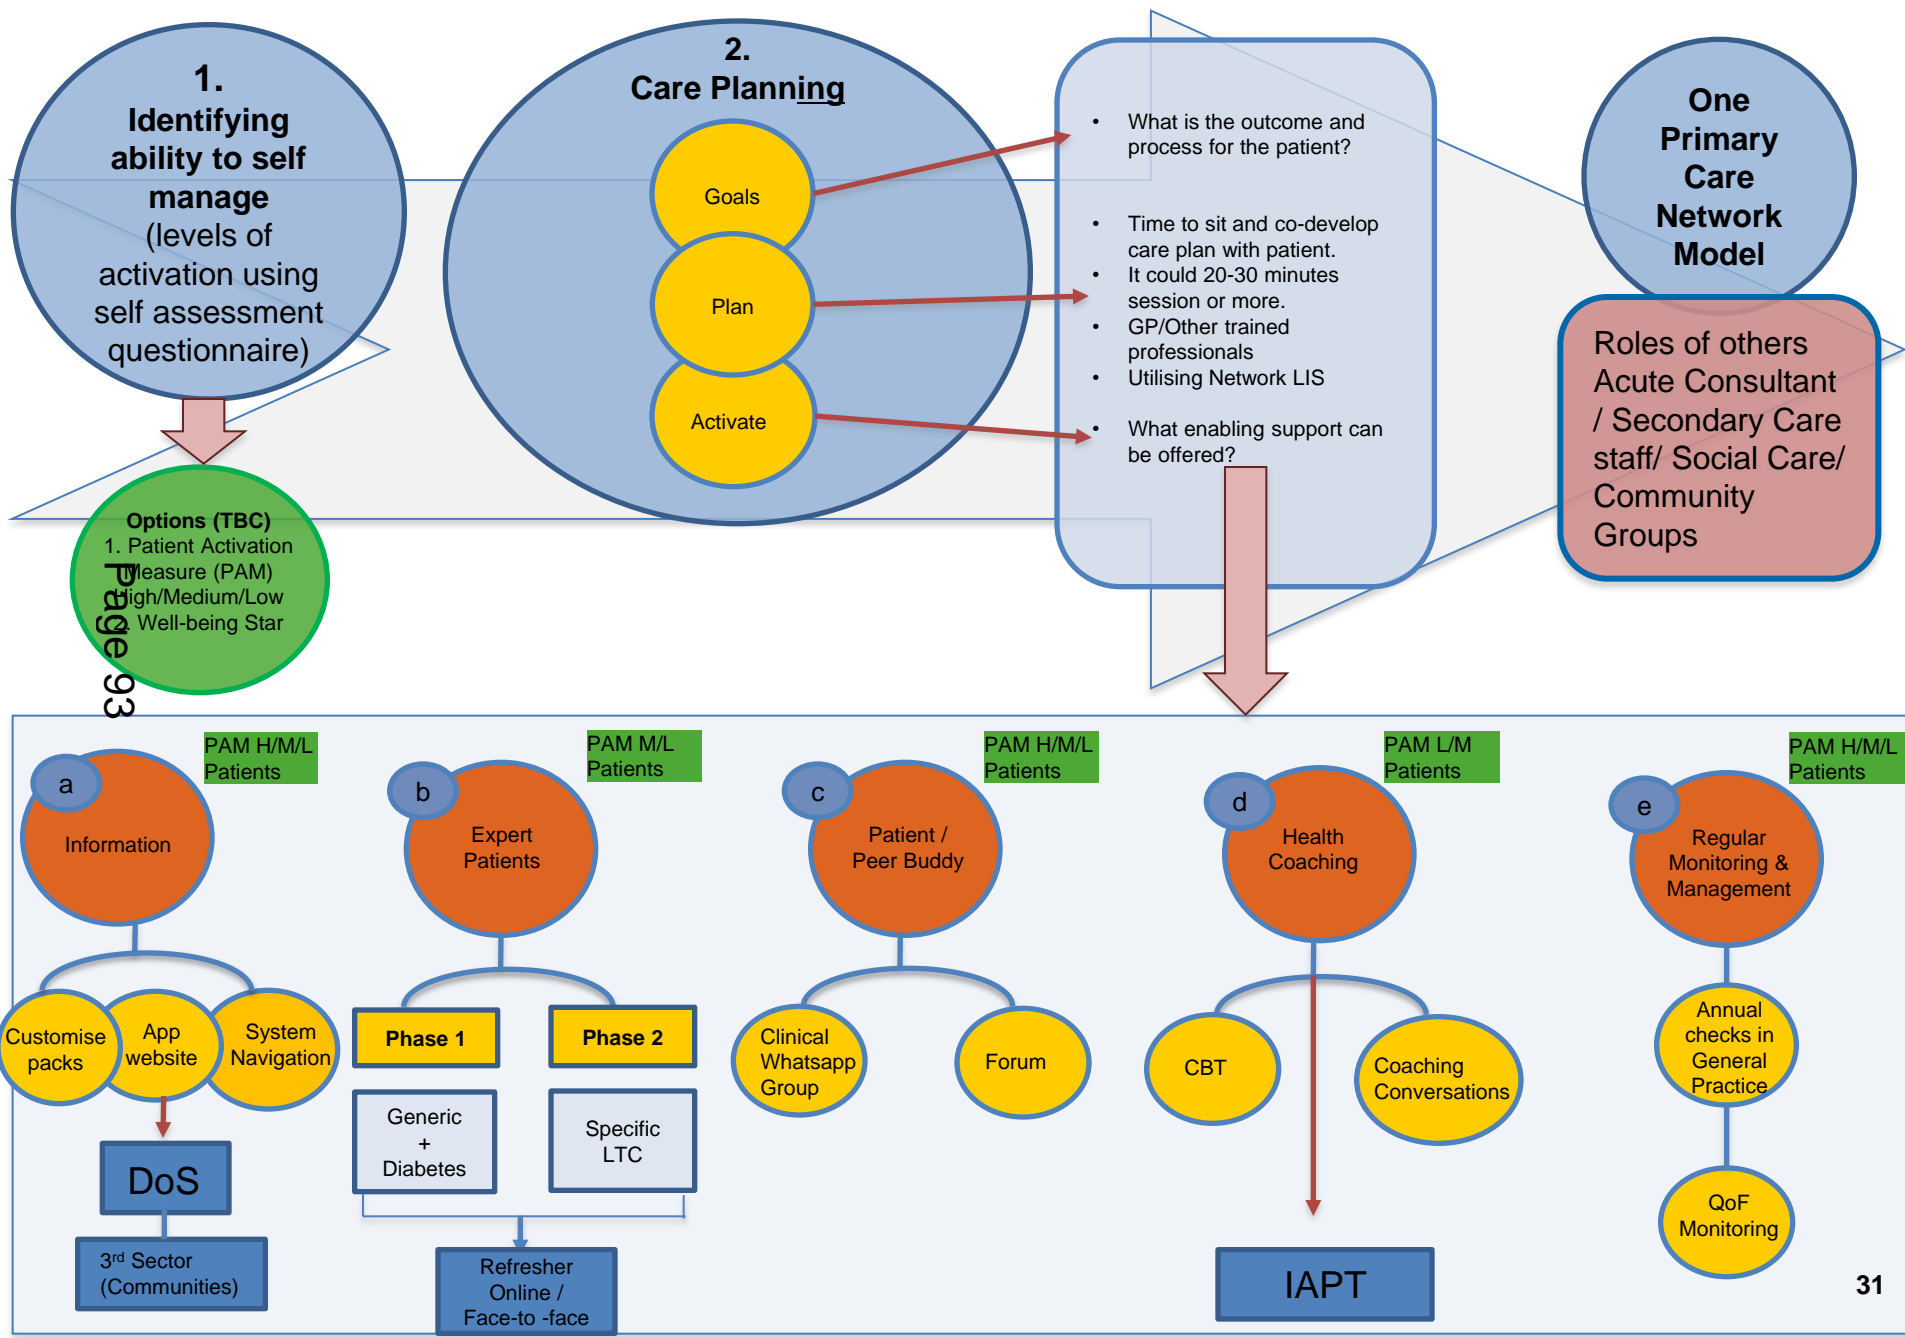 1.
Identifying
ability to self
manage
(levels of
activation using
self assessment
questionnaire)
2.
Care Planning
Goals
Plan
Activate
• What is the outcome and
process for the patient?
• Time to sit and co-develop
care plan with patient.
• It could 20-30 minutes
session or more.
• GP/Other trained
professionals
• Utilising Network LIS
• What enabling support can
be offered?
One
Primary
Care
Network
Model
Roles of others
Acute Consultant
/ Secondary Care
staff/ Social Care/
Community
Groups
Options (TBC)
1. Patient Activation
Measure (PAM)
High/Medium/Low
2. Well-being Star
Page 93
a
Information
PAM H/M/L
Patients
Customise
packs
App
website
System
Navigation
DoS
3rd Sector
(Communities)
b
Expert
Patients
PAM M/L
Patients
Phase 1
Phase 2
Generic
+
Diabetes
Specific
LTC
Refresher
Online /
Face-to -face
c
Patient /
Peer Buddy
PAM H/M/L
Patients
Clinical
Whatsapp
Group
Forum
d
Health
Coaching
PAM L/M
Patients
CBT
Coaching
Conversations
IAPT
e
Regular
Monitoring &
Management
PAM H/M/L
Patients
Annual
checks in
General
Practice
QoF
Monitoring
31